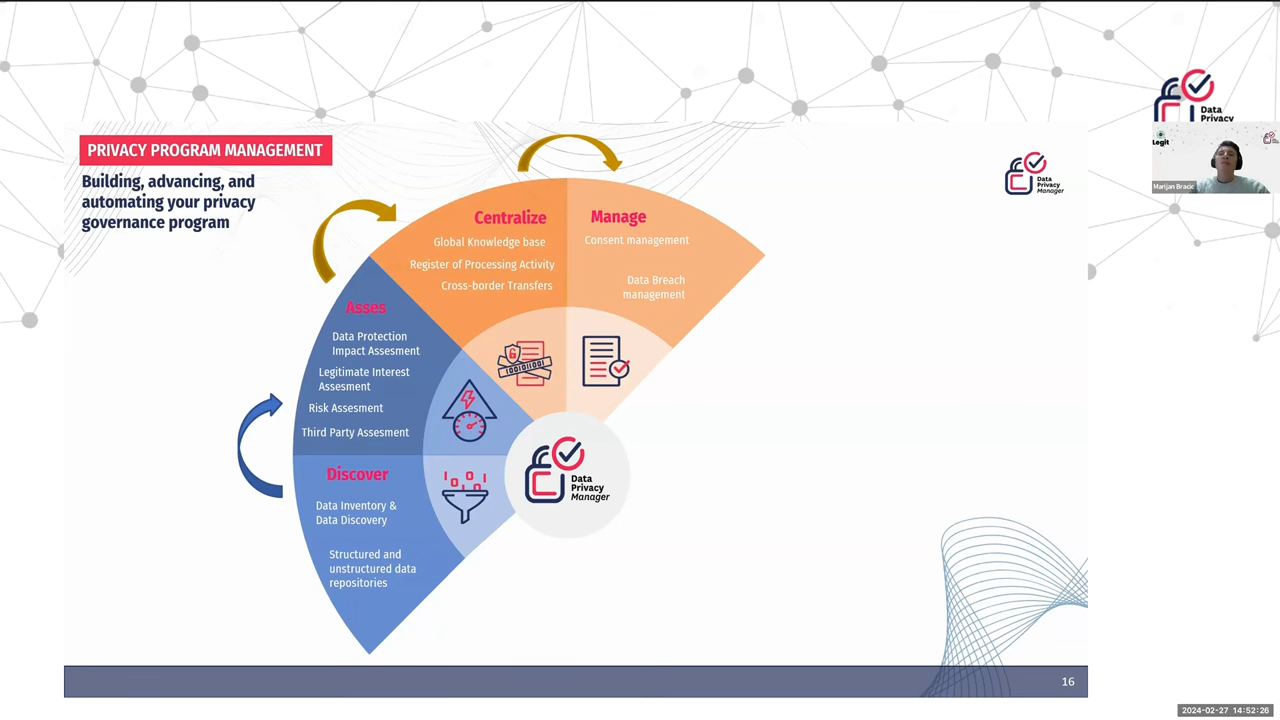 PRIVACY PROGRAM MANAGEMENT
Building, advancing, and
automating your privacy
governance program
Centralize
Global Knowledge base
Register of Processing Activity
Cross-border Transfers
Manage
Consent management
Data Breach
management
Asses
Data Protection
Impact Assesment
Legitimate Interest
Assesment
Risk Assesment
Third Party Assesment
Discover
Data Inventory &
Data Discovery
Structured and
unstructured data
repositories
Data
Privacy
Manager
Data
Privacy
Manager
16
Data
Privacy
Legit
Marijan Bracic
2024-02-27 14:52:26